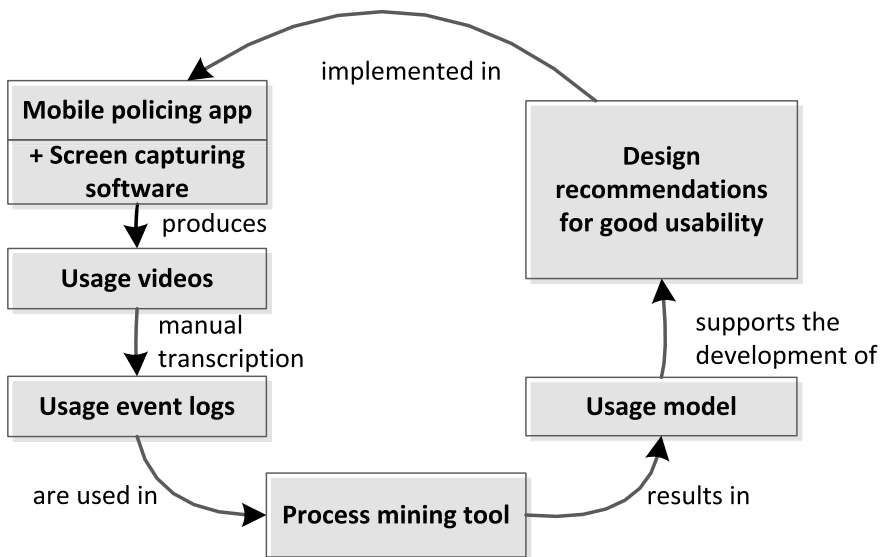 implemented in
Mobile policing app
+ Screen capturing
software
produces
Usage videos
manual
transcription
Usage event logs
are used in
Process mining tool
results in
Usage model
supports the
development of
Design
recommendations
for good usability